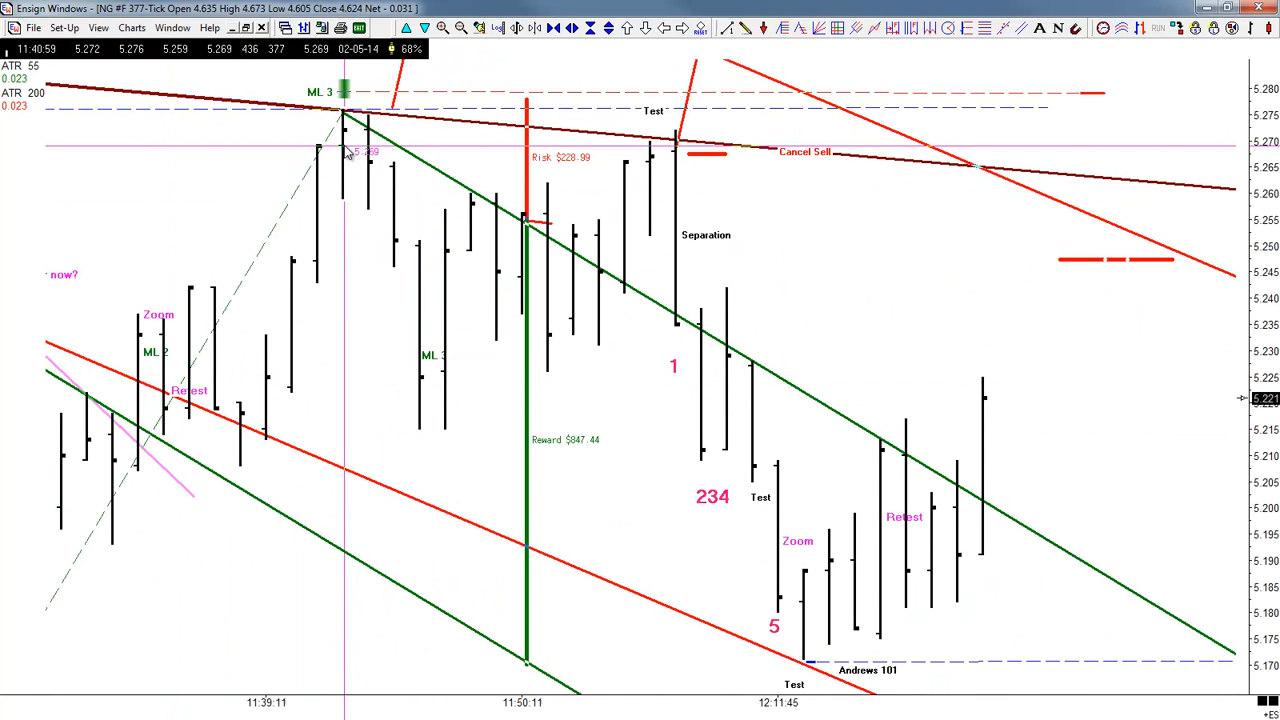 Ensign Windows - [NG #F 377-Tick Open 4.635 High 4.673 Low 4.605 Close 4.624 Net - 0.031 ]
File Set-Up View Charts Window Help
EXIT RESET RUN A N
11:40:59 5.272 5.276 5.259 436 377 5.269 02-05-14 68%
ATR 55
0.023
ATR 200
0.023
ML 3
Test
5.269
Risk $228.99
Cancel Sell
Separation
now?
Zoom
ML 2
ML 3
1
Retest
Reward $847.44
234
Test
Retest
Zoom
5
Andrews 101
Test
5.280
5.275
5.270
5.265
5.260
5.255
5.250
5.245
5.240
5.235
5.230
5.225
5.221
5.215
5.210
5.205
5.200
5.195
5.190
5.185
5.180
5.175
5.170
11:39:11 11:50:11 12:11:45
+ES